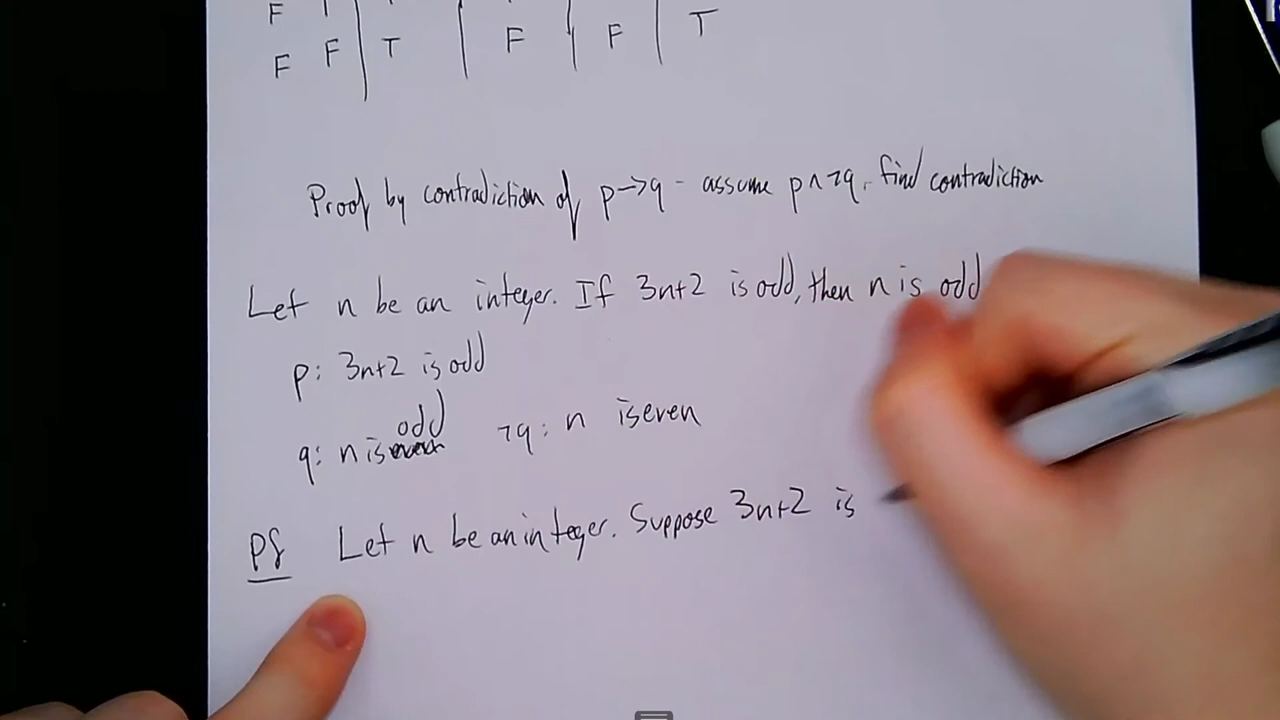 F
F F T F F T
Proof by contradiction of p→q - assume p∧¬q, find contradiction
Let n be an integer. If 3n+2 is odd, then n is odd
p: 3n+2 is odd
q: n is odd ¬q: n is even
Pf Let n be an integer. Suppose 3n+2 is